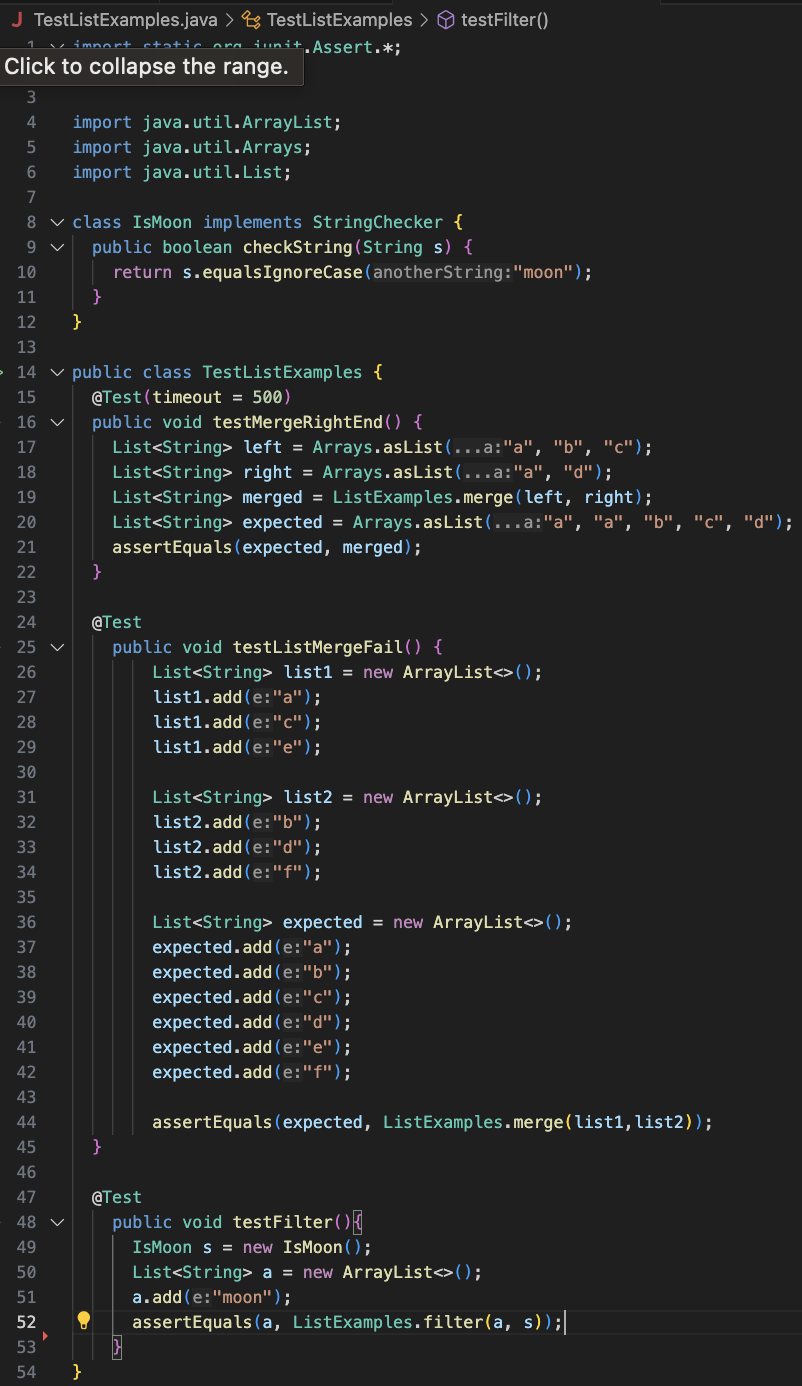 TestListExamples.java > TestListExamples > testFilter()
1 import static org.junit.Assert.*;
Click to collapse the range.
3
4 import java.util.ArrayList;
5 import java.util.Arrays;
6 import java.util.List;
7
8 class IsMoon implements StringChecker {
9 public boolean checkString(String s) {
10 return s.equalsIgnoreCase(anotherString:"moon");
11 }
12 }
13
14 public class TestListExamples {
15 @Test(timeout = 500)
16 public void testMergeRightEnd() {
17 List<String> left = Arrays.asList(...a:"a", "b", "c");
18 List<String> right = Arrays.asList(...a:"a", "d");
19 List<String> merged = ListExamples.merge(left, right);
20 List<String> expected = Arrays.asList(...a:"a", "a", "b", "c", "d");
21 assertEquals(expected, merged);
22 }
23
24 @Test
25 public void testListMergeFail() {
26 List<String> list1 = new ArrayList<>();
27 list1.add(e:"a");
28 list1.add(e:"c");
29 list1.add(e:"e");
30
31 List<String> list2 = new ArrayList<>();
32 list2.add(e:"b");
33 list2.add(e:"d");
34 list2.add(e:"f");
35
36 List<String> expected = new ArrayList<>();
37 expected.add(e:"a");
38 expected.add(e:"b");
39 expected.add(e:"c");
40 expected.add(e:"d");
41 expected.add(e:"e");
42 expected.add(e:"f");
43
44 assertEquals(expected, ListExamples.merge(list1,list2));
45 }
46
47 @Test
48 public void testFilter(){
49 IsMoon s = new IsMoon();
50 List<String> a = new ArrayList<>();
51 a.add(e:"moon");
52 assertEquals(a, ListExamples.filter(a, s));
53 }
54 }